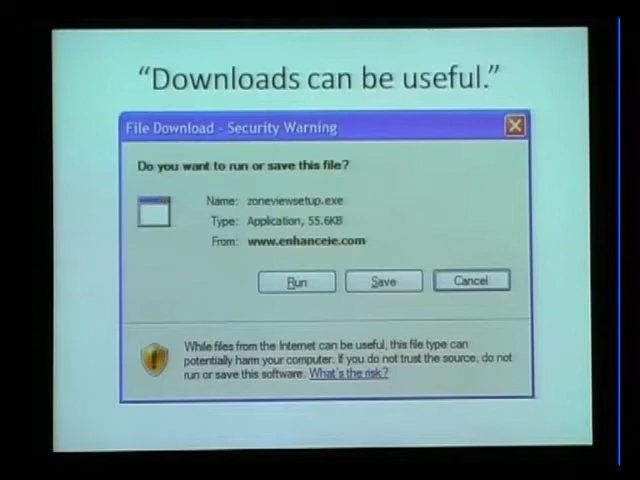 “Downloads can be useful.”
File Download - Security Warning
Do you want to run or save this file?
Name: zoneviewsetup.exe
Type: Application, 55.6KB
From: www.enhanceie.com
Run Save Cancel
While files from the Internet can be useful, this file type can
potentially harm your computer. If you do not trust the source, do not
run or save this software. What's the risk?